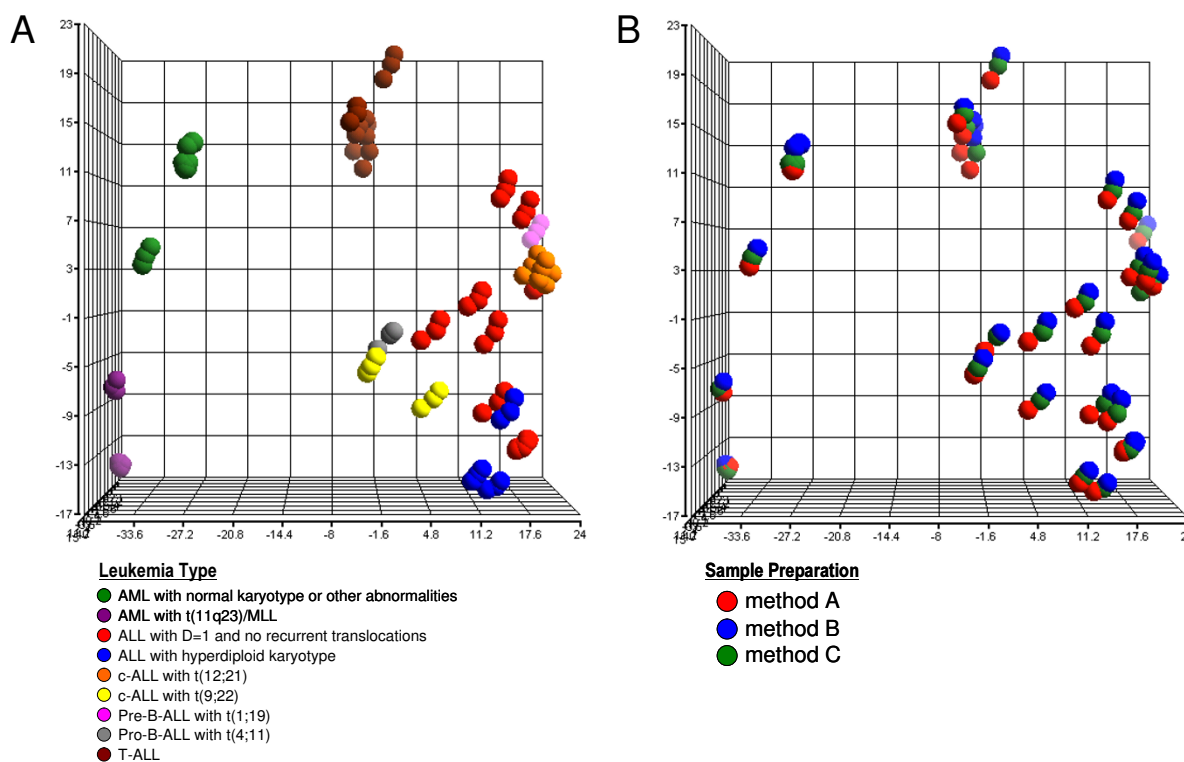 A
23
19
15
11
7
3
-1
-5
-9
-13
-17
-33.6
-27.2
-20.8
-14.4
-8
-1.6
4.8
11.2
17.6
24
Leukemia Type
AML with normal karyotype or other abnormalities
AML with t(11q23)/MLL
ALL with D=1 and no recurrent translocations
ALL with hyperdiploid karyotype
c-ALL with t(12;21)
c-ALL with t(9;22)
Pre-B-ALL with t(1;19)
Pro-B-ALL with t(4;11)
T-ALL
B
23
19
15
11
7
3
-1
-5
-9
-13
-17
-33.6
-27.2
-20.8
-14.4
-8
-1.6
4.8
11.2
17.6
Sample Preparation
method A
method B
method C